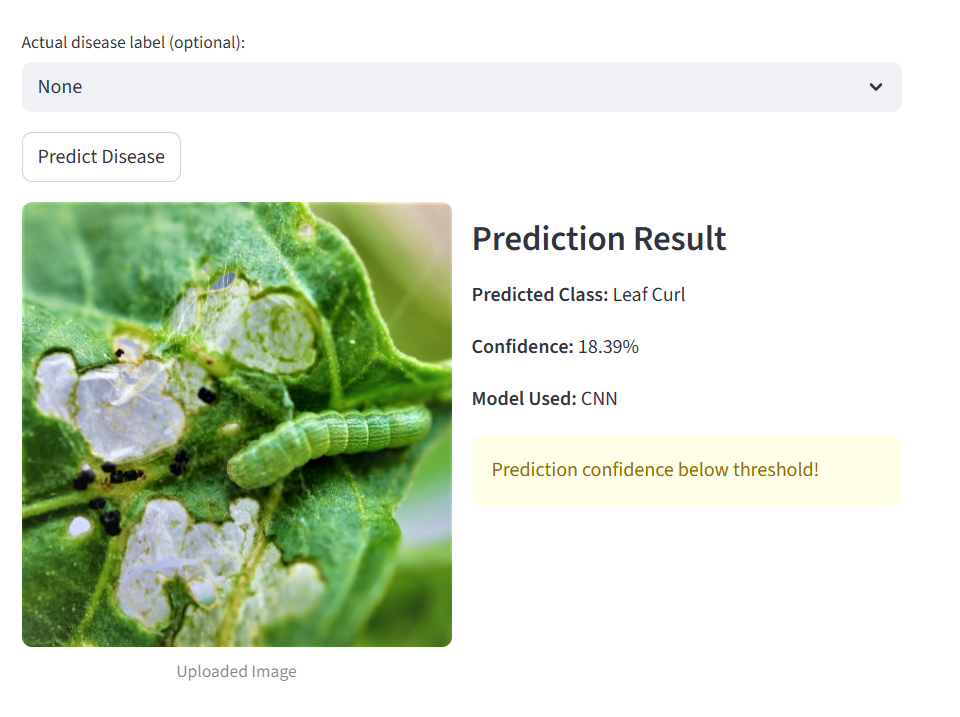 Actual disease label (optional):
None
Predict Disease
Prediction Result
Predicted Class: Leaf Curl
Confidence: 18.39%
Model Used: CNN
Prediction confidence below threshold!
Uploaded Image